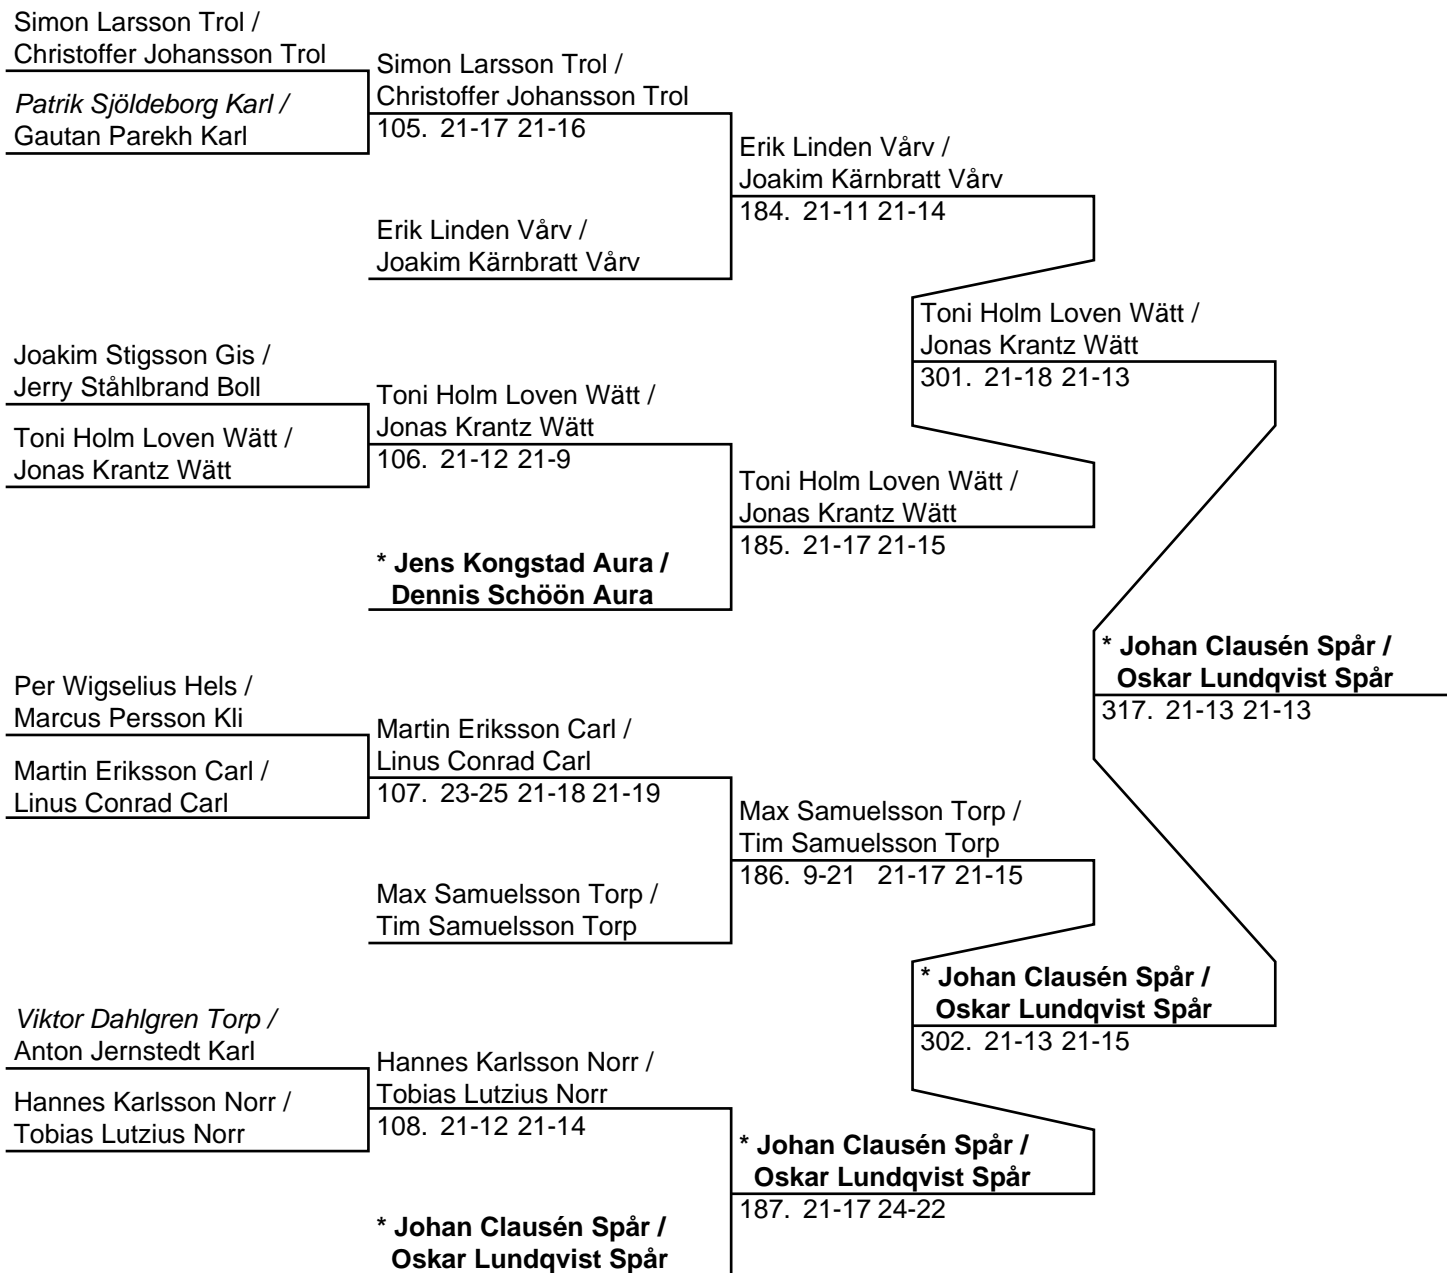 Simon Larsson Trol /
Christoffer Johansson Trol
Patrik Sjöldeborg Karl /
Gautan Parekh Karl
Simon Larsson Trol /
Christoffer Johansson Trol
105. 21-17 21-16
Erik Linden Vårv /
Joakim Kärnbratt Vårv
Erik Linden Vårv /
Joakim Kärnbratt Vårv
184. 21-11 21-14
Joakim Stigsson Gis /
Jerry Ståhlbrand Boll
Toni Holm Loven Wätt /
Jonas Krantz Wätt
Toni Holm Loven Wätt /
Jonas Krantz Wätt
106. 21-12 21-9
* Jens Kongstad Aura /
Dennis Schöön Aura
Toni Holm Loven Wätt /
Jonas Krantz Wätt
185. 21-17 21-15
Toni Holm Loven Wätt /
Jonas Krantz Wätt
301. 21-18 21-13
Per Wigselius Hels /
Marcus Persson Kli
Martin Eriksson Carl /
Linus Conrad Carl
Martin Eriksson Carl /
Linus Conrad Carl
107. 23-25 21-18 21-19
Max Samuelsson Torp /
Tim Samuelsson Torp
Max Samuelsson Torp /
Tim Samuelsson Torp
186. 9-21 21-17 21-15
Viktor Dahlgren Torp /
Anton Jernstedt Karl
Hannes Karlsson Norr /
Tobias Lutzius Norr
Hannes Karlsson Norr /
Tobias Lutzius Norr
108. 21-12 21-14
* Johan Clausén Spår /
Oskar Lundqvist Spår
* Johan Clausén Spår /
Oskar Lundqvist Spår
187. 21-17 24-22
* Johan Clausén Spår /
Oskar Lundqvist Spår
302. 21-13 21-15
* Johan Clausén Spår /
Oskar Lundqvist Spår
317. 21-13 21-13